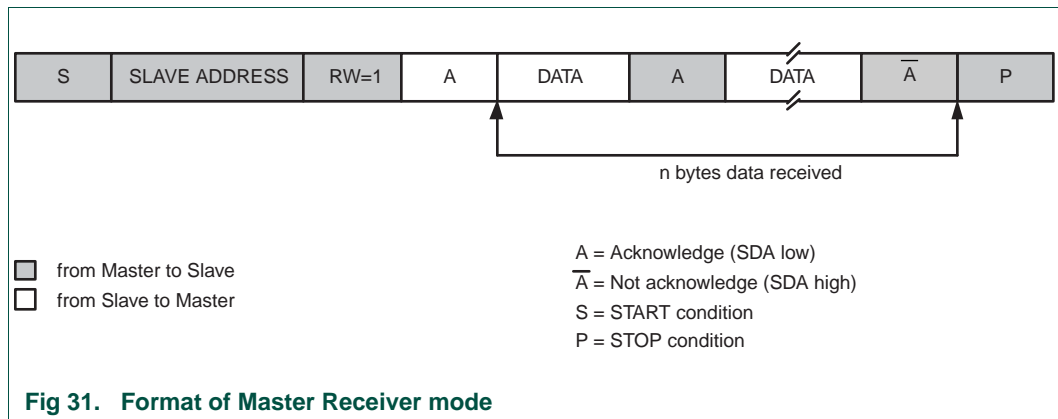 S SLAVE ADDRESS RW=1 A DATA A DATA A̅ P
n bytes data received
from Master to Slave
from Slave to Master
A = Acknowledge (SDA low)
A̅ = Not acknowledge (SDA high)
S = START condition
P = STOP condition
Fig 31. Format of Master Receiver mode